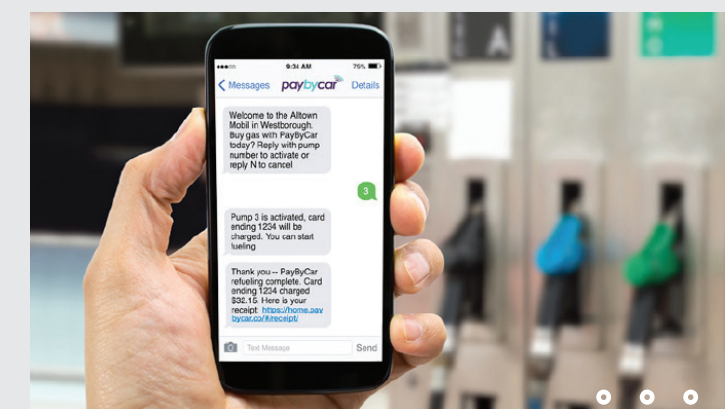 9:34 AM
75%
Messages
paybycar
Details
Welcome to the Altown
Mobil in Westborough.
Buy gas with PayByCar
today? Reply with pump
number to activate or
reply N to cancel
3
Pump 3 is activated, card
ending 1234 will be
charged. You can start
fueling
Thank you -- PayByCar
refueling complete. Card
ending 1234 charged
$32.15. Here is your
receipt: https://home.pay
bycar.co/#/receipt/
Text Message
Send
A